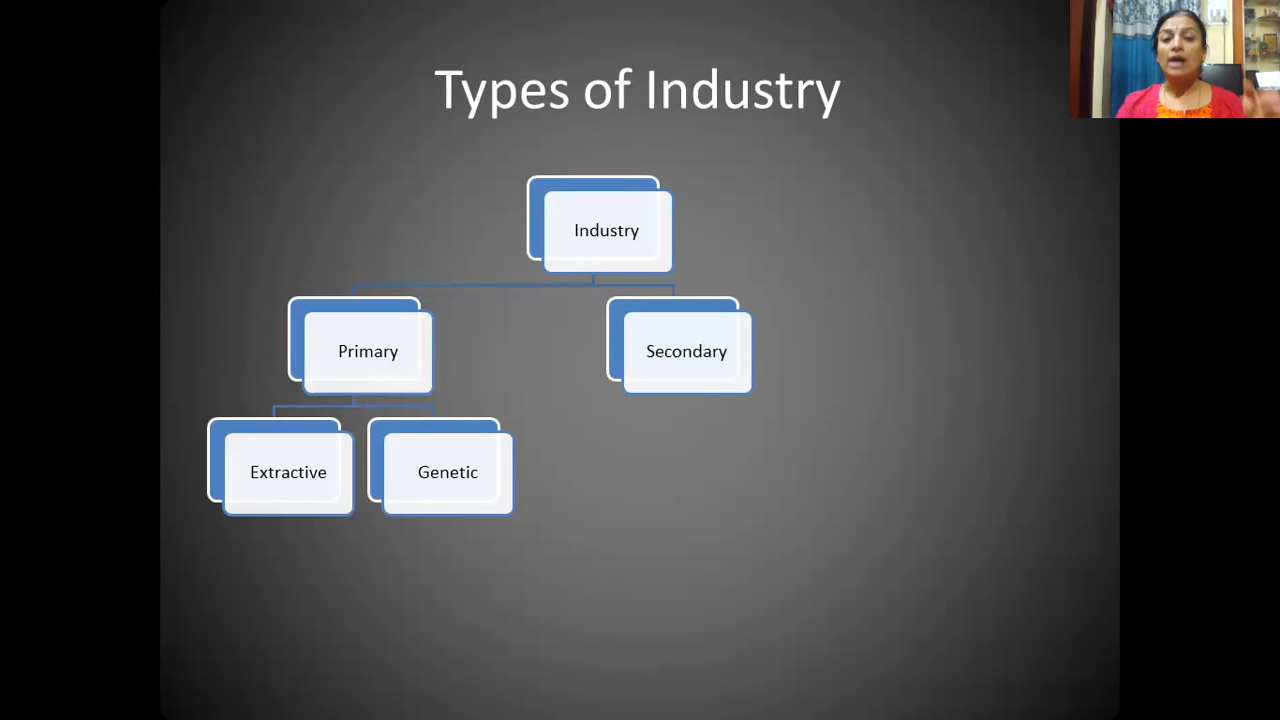 Types of Industry
Industry
Primary
Secondary
Extractive
Genetic